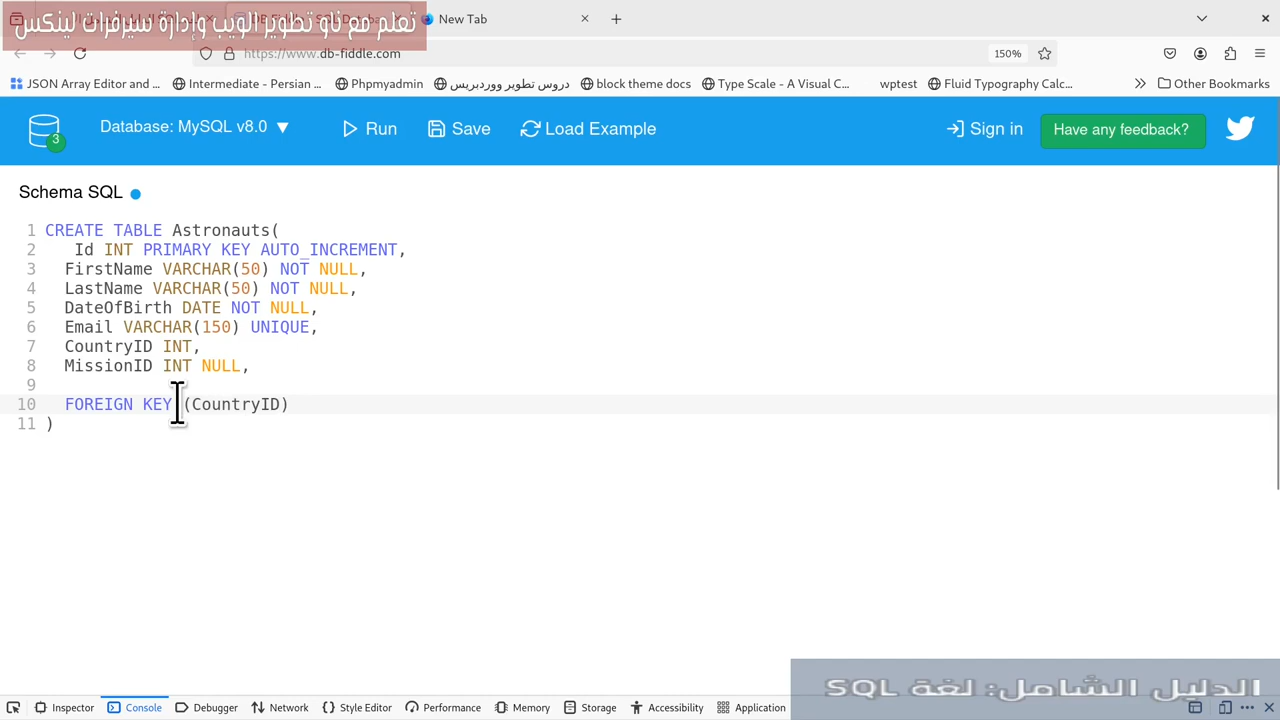 تعلم مع ناو تطوير الويب وإدارة سيرفرات لينكس
New Tab
https://www.db-fiddle.com
150%
JSON Array Editor and ...
Intermediate - Persian ...
Phpmyadmin
دروس تطوير ووردبريس
block theme docs
Type Scale - A Visual C...
wptest
Fluid Typography Calc...
Other Bookmarks
3
Database: MySQL v8.0
Run
Save
Load Example
Sign in
Have any feedback?
Schema SQL
1 CREATE TABLE Astronauts(
2 Id INT PRIMARY KEY AUTO_INCREMENT,
3 FirstName VARCHAR(50) NOT NULL,
4 LastName VARCHAR(50) NOT NULL,
5 DateOfBirth DATE NOT NULL,
6 Email VARCHAR(150) UNIQUE,
7 CountryID INT,
8 MissionID INT NULL,
9
10 FOREIGN KEY (CountryID)
11 )
الدليل الشامل: لغة SQL
Inspector
Console
Debugger
Network
Style Editor
Performance
Memory
Storage
Accessibility
Application